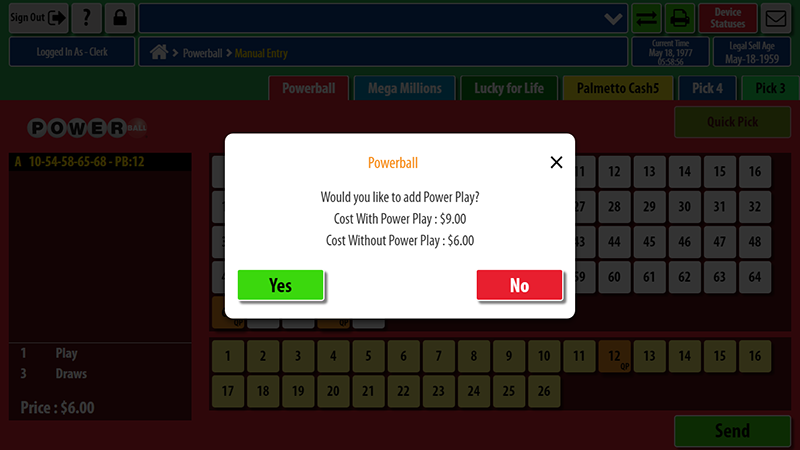 Sign Out
?
Device
Statuses
Logged In As - Clerk
Powerball
Manual Entry
Current Time
May 18, 1977
05:58:56
Legal Sell Age
May-18-1959
Powerball
Mega Millions
Lucky for Life
Palmetto Cash5
Pick 4
Pick 3
POWERBALL
Quick Pick
A 10-54-58-65-68 - PB:12
Powerball
Would you like to add Power Play?
Cost With Power Play : $9.00
Cost Without Power Play : $6.00
Yes
No
12 13 14 15 16
27 28 29 30 31 32
44 45 46 47 48
59 60 61 62 63 64
QP QP
1 Play
3 Draws
Price : $6.00
1 2 3 4 5 6 7 8 9 10 11 12 13 14 15 16
QP
17 18 19 20 21 22 23 24 25 26
Send